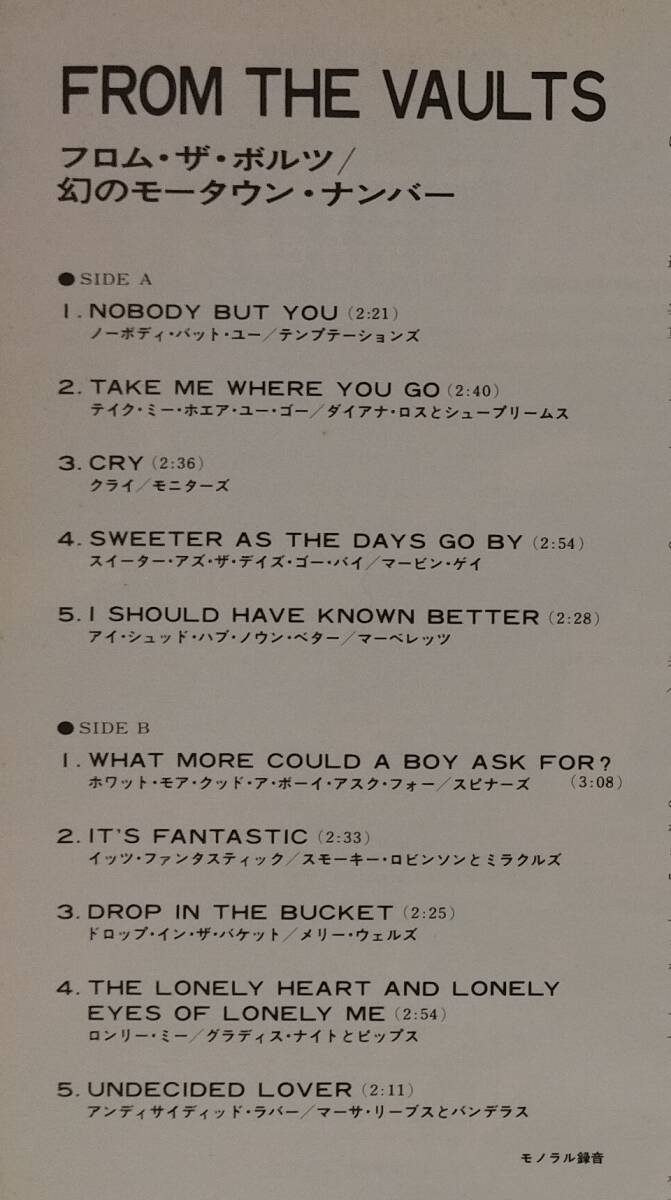 FROM THE VAULTS
フロム・ザ・ボルツ/
幻のモータウン・ナンバー
●SIDE A
1. NOBODY BUT YOU (2:21)
ノーボディ・バット・ユー/テンプテーションズ
2. TAKE ME WHERE YOU GO (2:40)
テイク・ミー・ホエア・ユー・ゴー/ダイアナ・ロスとシュープリームス
3. CRY (2:36)
クライ/モニターズ
4. SWEETER AS THE DAYS GO BY (2:54)
スイーター・アズ・ザ・デイズ・ゴー・バイ/マービン・ゲイ
5. I SHOULD HAVE KNOWN BETTER (2:28)
アイ・シュッド・ハブ・ノウン・ベター/マーベレッツ
●SIDE B
1. WHAT MORE COULD A BOY ASK FOR?
ホワット・モア・クッド・ア・ボーイ・アスク・フォー/スピナーズ (3:08)
2. IT'S FANTASTIC (2:33)
イッツ・ファンタスティック/スモーキー・ロビンソンとミラクルズ
3. DROP IN THE BUCKET (2:25)
ドロップ・イン・ザ・バケット/メリー・ウェルズ
4. THE LONELY HEART AND LONELY
EYES OF LONELY ME (2:54)
ロンリー・ミー/グラディス・ナイトとピップス
5. UNDECIDED LOVER (2:11)
アンディサイディッド・ラバー/マーサ・リーブスとバンデラス
モノラル録音